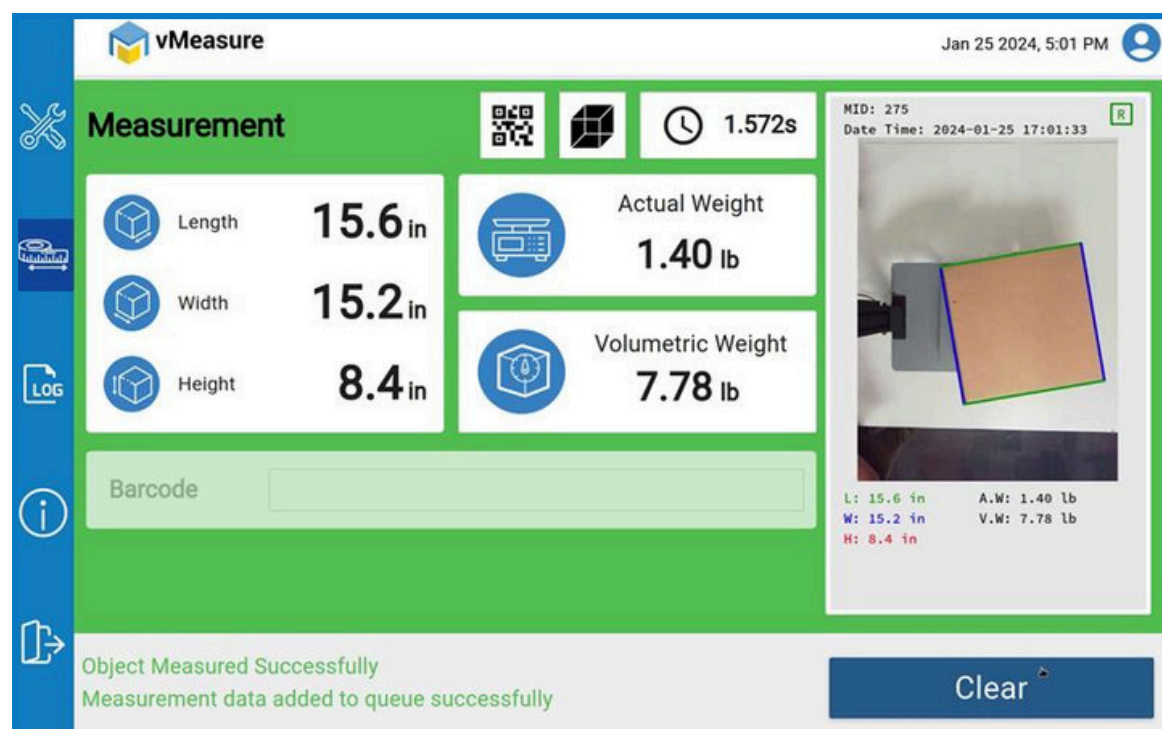 vMeasure
Jan 25 2024, 5:01 PM
Measurement
1.572s
Length 15.6 in
Width 15.2 in
Height 8.4 in
Actual Weight
1.40 lb
Volumetric Weight
7.78 lb
Barcode
MID: 275
R
Date Time: 2024-01-25 17:01:33
L: 15.6 in A.W: 1.40 lb
W: 15.2 in V.W: 7.78 lb
H: 8.4 in
LOG
Object Measured Successfully
Measurement data added to queue successfully
Clear